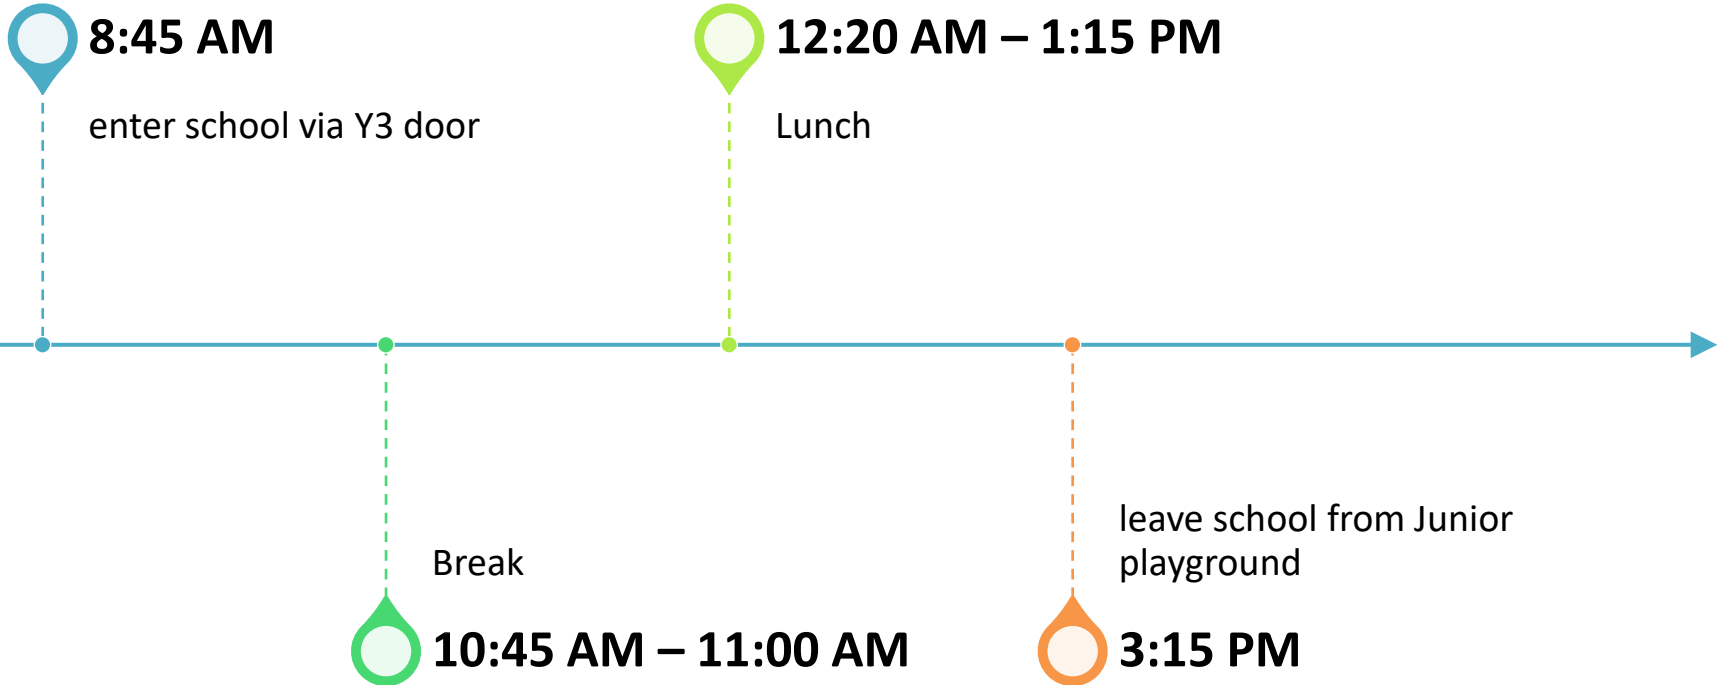 8:45 AM
enter school via Y3 door
12:20 AM – 1:15 PM
Lunch
Break
10:45 AM – 11:00 AM
leave school from Junior
playground
3:15 PM